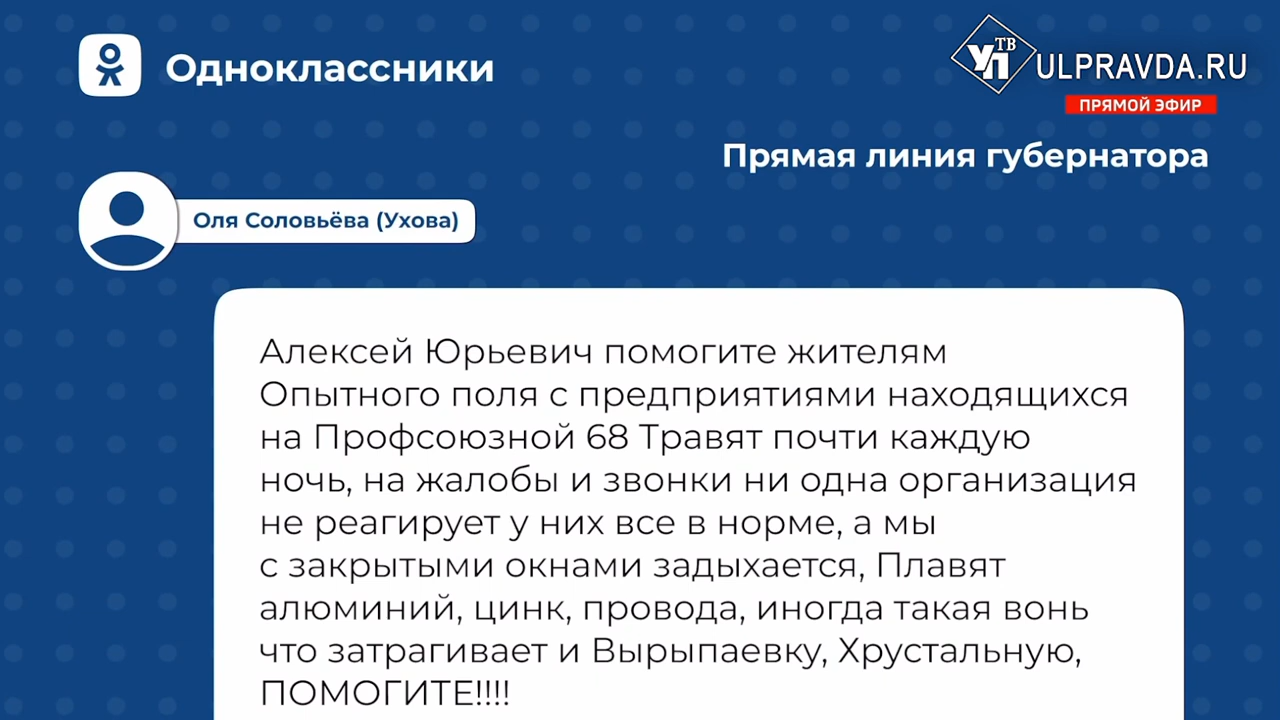 Одноклассники
УП ТВ ULPRAVDA.RU
ПРЯМОЙ ЭФИР
Прямая линия губернатора
Оля Соловьёва (Ухова)
Алексей Юрьевич помогите жителям
Опытного поля с предприятиями находящихся
на Профсоюзной 68 Травят почти каждую
ночь, на жалобы и звонки ни одна организация
не реагирует у них все в норме, а мы
с закрытыми окнами задыхается, Плавят
алюминий, цинк, провода, иногда такая вонь
что затрагивает и Вырыпаевку, Хрустальную,
ПОМОГИТЕ!!!!